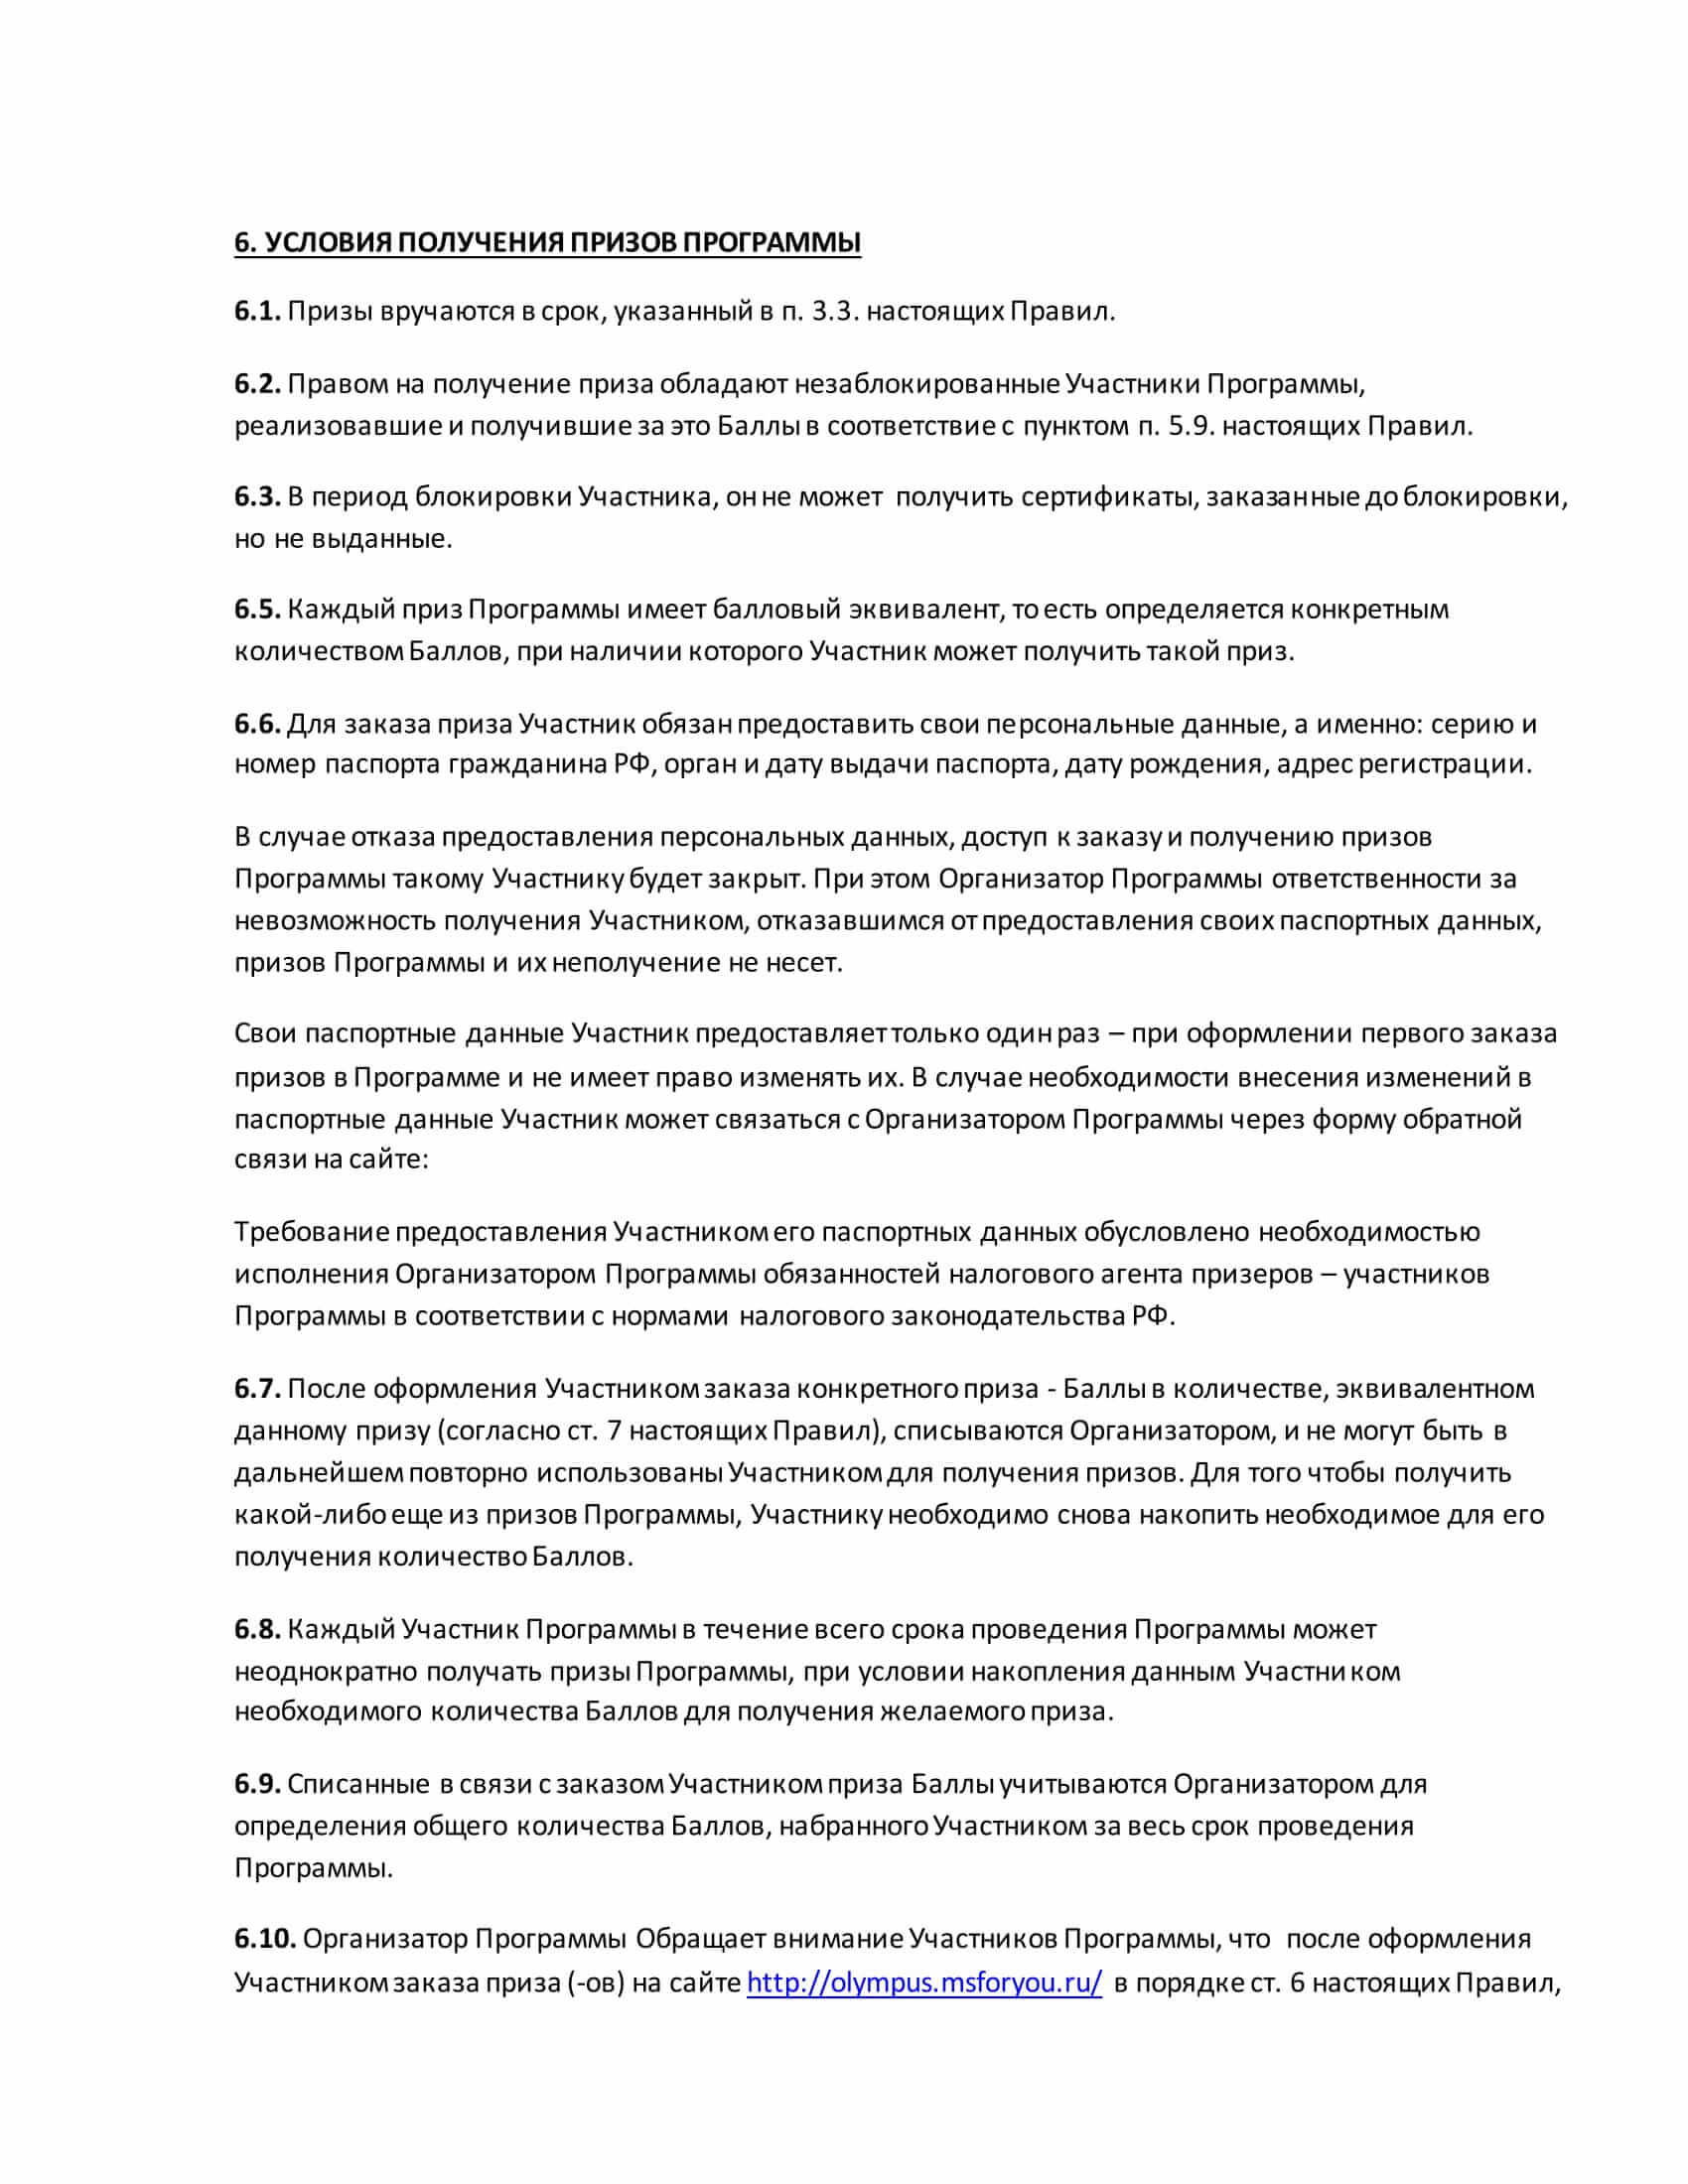 6. УСЛОВИЯ ПОЛУЧЕНИЯ ПРИЗОВ ПРОГРАММЫ
6.1. Призы вручаются в срок, указанный в п. 3.3. настоящих Правил.
6.2. Правом на получение приза обладают незаблокированные Участники Программы,
реализовавшие и получившие за это Баллы в соответствие с пунктом п. 5.9. настоящих Правил.
6.3. В период блокировки Участника, он не может получить сертификаты, заказанные до блокировки,
но не выданные.
6.5. Каждый приз Программы имеет балловый эквивалент, то есть определяется конкретным
количеством Баллов, при наличии которого Участник может получить такой приз.
6.6. Для заказа приза Участник обязан предоставить свои персональные данные, а именно: серию и
номер паспорта гражданина РФ, орган и дату выдачи паспорта, дату рождения, адрес регистрации.
В случае отказа предоставления персональных данных, доступ к заказу и получению призов
Программы такому Участнику будет закрыт. При этом Организатор Программы ответственности за
невозможность получения Участником, отказавшимся от предоставления своих паспортных данных,
призов Программы и их неполучение не несет.
Свои паспортные данные Участник предоставляет только один раз – при оформлении первого заказа
призов в Программе и не имеет право изменять их. В случае необходимости внесения изменений в
паспортные данные Участник может связаться с Организатором Программы через форму обратной
связи на сайте:
Требование предоставления Участником его паспортных данных обусловлено необходимостью
исполнения Организатором Программы обязанностей налогового агента призеров – участников
Программы в соответствии с нормами налогового законодательства РФ.
6.7. После оформления Участником заказа конкретного приза - Баллы в количестве, эквивалентном
данному призу (согласно ст. 7 настоящих Правил), списываются Организатором, и не могут быть в
дальнейшем повторно использованы Участником для получения призов. Для того чтобы получить
какой-либо еще из призов Программы, Участнику необходимо снова накопить необходимое для его
получения количество Баллов.
6.8. Каждый Участник Программы в течение всего срока проведения Программы может
неоднократно получать призы Программы, при условии накопления данным Участником
необходимого количества Баллов для получения желаемого приза.
6.9. Списанные в связи с заказом Участником приза Баллы учитываются Организатором для
определения общего количества Баллов, набранного Участником за весь срок проведения
Программы.
6.10. Организатор Программы Обращает внимание Участников Программы, что после оформления
Участником заказа приза (-ов) на сайте http://olympus.msforyou.ru/ в порядке ст. 6 настоящих Правил,